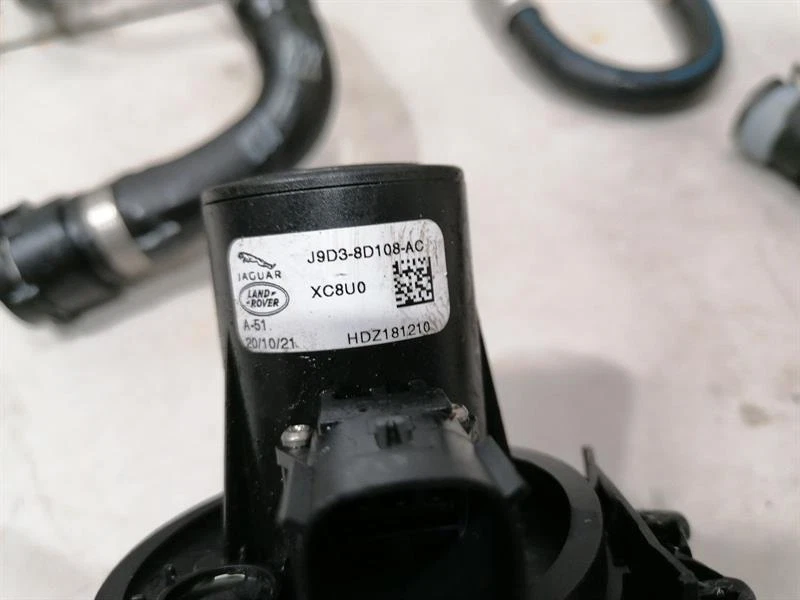 J9D3-8D108-AC
JAGUAR
XC8U0
LAND-
ROVER
A-51
20/10/21
HDZ181210